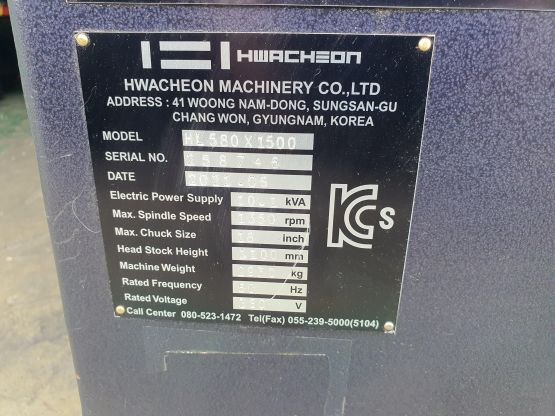 HWACHEON
HWACHEON MACHINERY CO.,LTD
ADDRESS : 41 WOONG NAM-DONG, SUNGSAN-GU
CHANG WON, GYUNGNAM, KOREA
MODEL HL580X1500
SERIAL NO.
DATE
Electric Power Supply kVA
Max. Spindle Speed rpm
Max. Chuck Size inch
Head Stock Height mm
Machine Weight kg
Rated Frequency Hz
Rated Voltage V
KCs
Call Center 080-523-1472 Tel(Fax) 055-239-5000(5104)